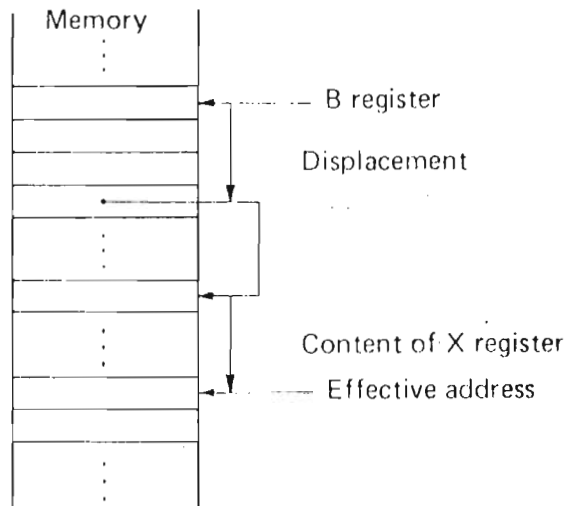 Memory
B register
Displacement
Content of X register
Effective address